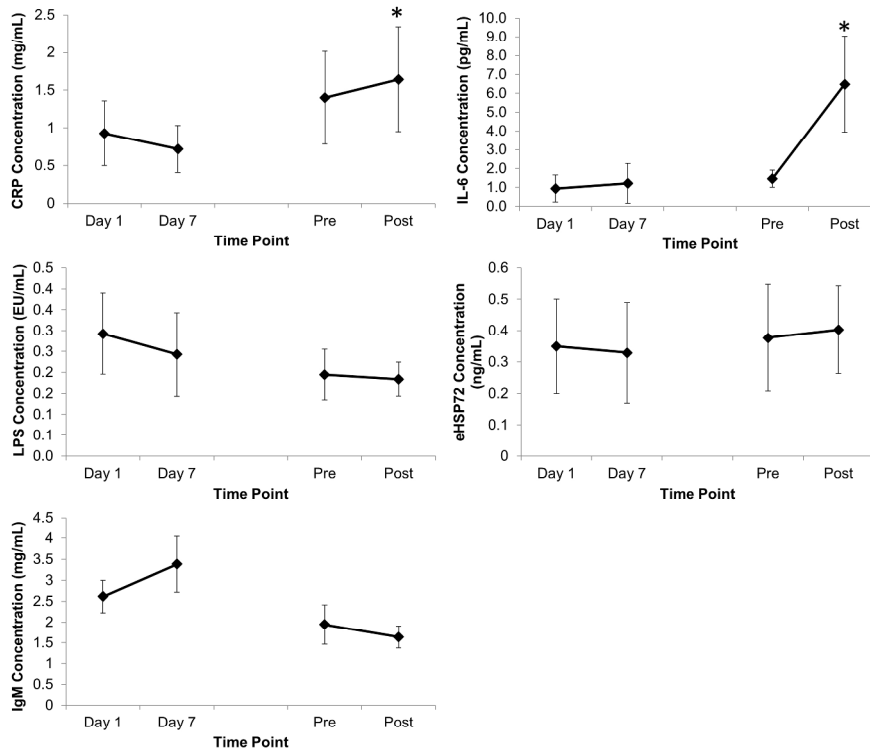 CRP Concentration (mg/mL)
2.5
2
1.5
1
0.5
0
*
Day 1 Day 7 Pre Post
Time Point
IL-6 Concentration (pg/mL)
10.0
9.0
8.0
7.0
6.0
5.0
4.0
3.0
2.0
1.0
0.0
*
Day 1 Day 7 Pre Post
Time Point
LPS Concentration (EU/mL)
0.5
0.4
0.4
0.3
0.3
0.2
0.2
0.1
0.1
0.0
Day 1 Day 7 Pre Post
Time Point
eHSP72 Concentration
(ng/mL)
0.6
0.5
0.4
0.3
0.2
0.1
0
Day 1 Day 7 Pre Post
Time Point
IgM Concentration (mg/mL)
4.5
4
3.5
3
2.5
2
1.5
1
0.5
0
Day 1 Day 7 Pre Post
Time Point